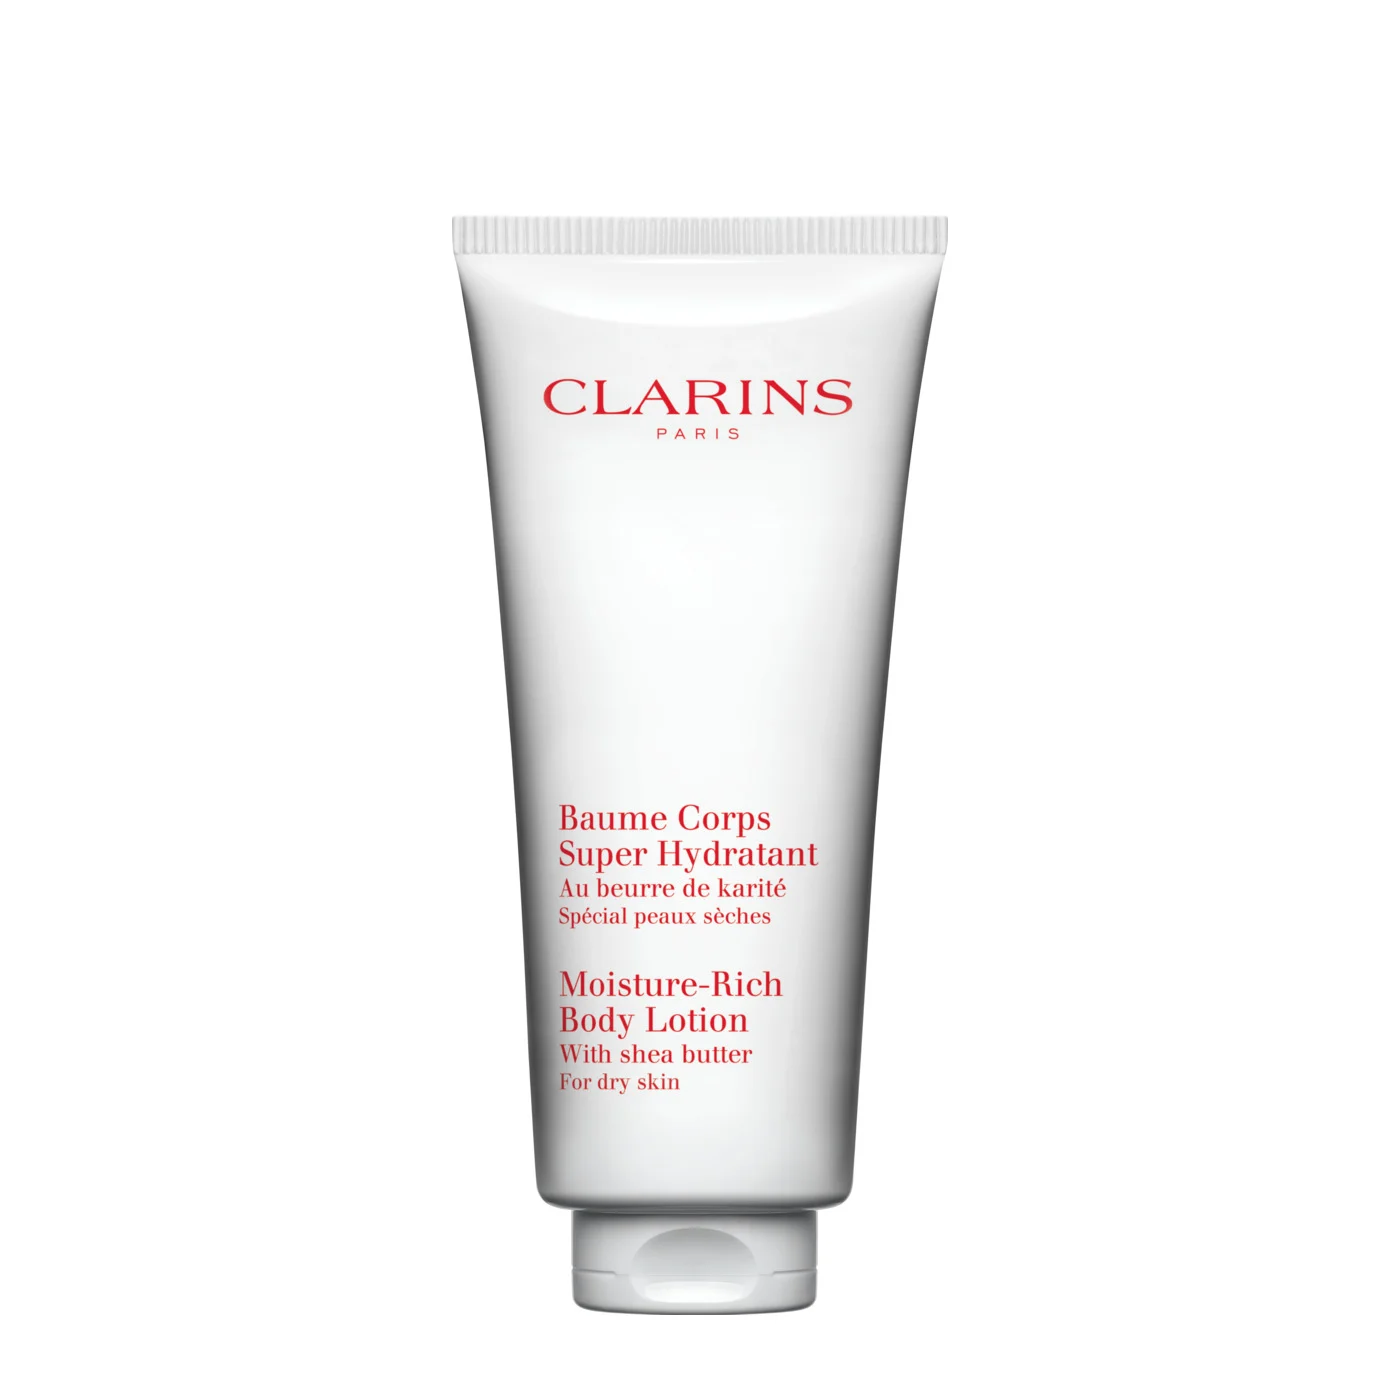 CLARINS
PARIS
Baume Corps
Super Hydratant
Au beurre de karité
Spécial peaux sèches
Moisture-Rich
Body Lotion
With shea butter
For dry skin